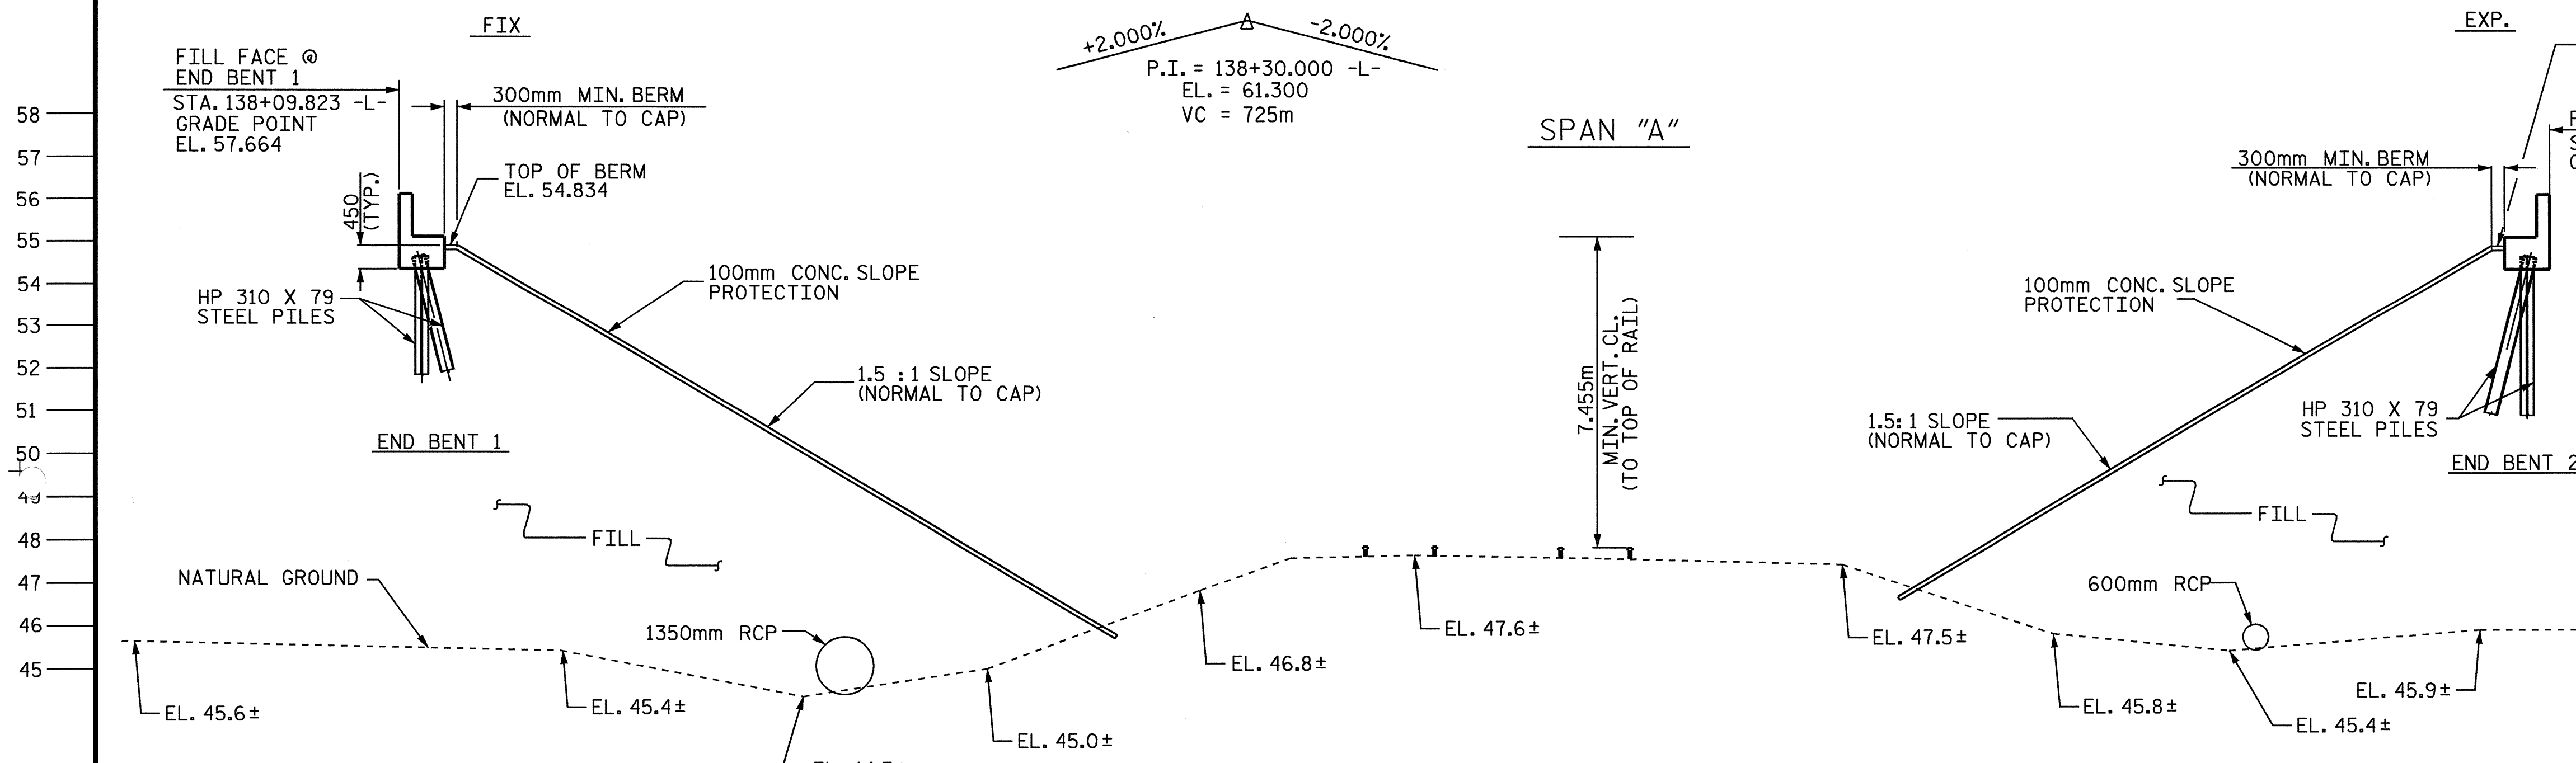 FIX
FILL FACE @
END BENT 1
STA. 138+09.823 -L-
GRADE POINT
EL. 57.664
300mm MIN. BERM
(NORMAL TO CAP)
TOP OF BERM
EL. 54.834
450
(TYP.)
HP 310 X 79
STEEL PILES
100mm CONC. SLOPE
PROTECTION
1.5 : 1 SLOPE
(NORMAL TO CAP)
END BENT 1
FILL
NATURAL GROUND
1350mm RCP
EL. 45.6±
EL. 45.4±
EL. 45.0±
EL. 46.8±
+2.000%
-2.000%
P.I. = 138+30.000 -L-
EL. = 61.300
VC = 725m
SPAN "A"
7.455m
MIN. VERT. CL.
(TO TOP OF RAIL)
EL. 47.6±
EL. 47.5±
EXP.
300mm MIN. BERM
(NORMAL TO CAP)
100mm CONC. SLOPE
PROTECTION
1.5:1 SLOPE
(NORMAL TO CAP)
HP 310 X 79
STEEL PILES
END BENT 2
FILL
600mm RCP
EL. 45.8±
EL. 45.4±
EL. 45.9±
58
57
56
55
54
53
52
51
50
49
48
47
46
45